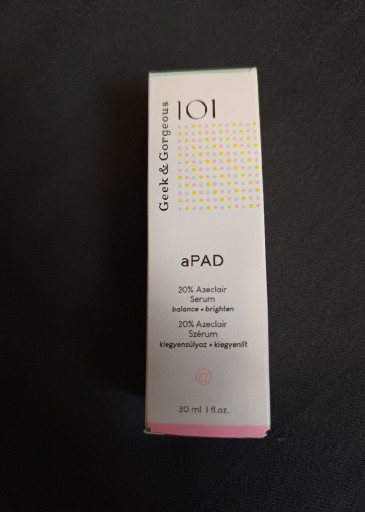 Geek & Gorgeous
101
aPAD
20% Azeclair
Serum
balance • brighten
20% Azeclair
Szérum
kiegyensúlyoz • kiegyenlít
@
30 ml 1 fl.oz.